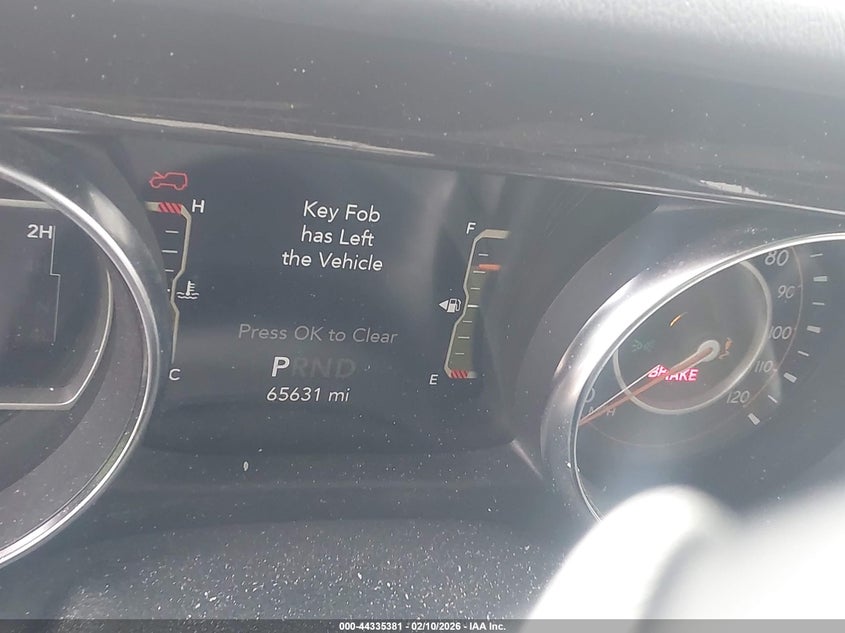 2H
H
Key Fob
has Left
the Vehicle
F
Press OK to Clear
PRND
C
E
65631 mi
80
90
100
110
120
BRAKE
000-44335381 - 02/10/2026 - IAA Inc.